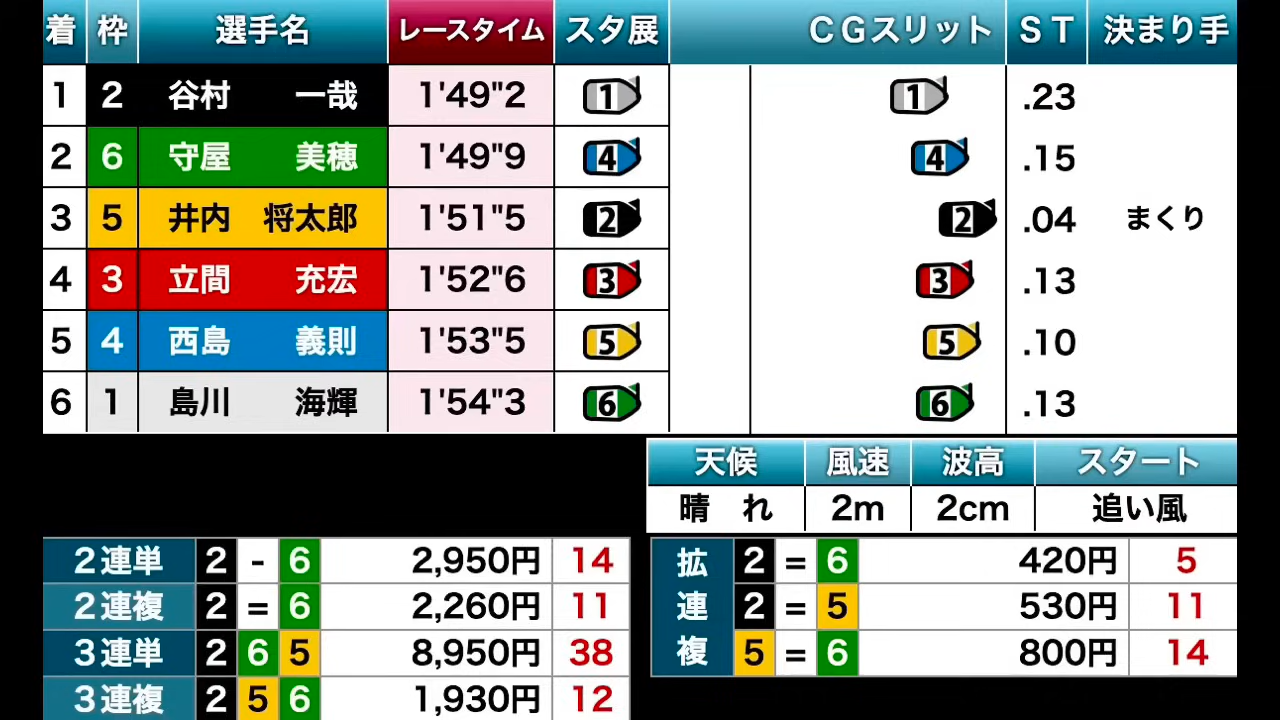 着 枠 選手名 レースタイム スタ展 CGスリット ST 決まり手
1 2 谷村 一哉 1'49"2 1 1 .23
2 6 守屋 美穂 1'49"9 4 4 .15
3 5 井内 将太郎 1'51"5 2 2 .04 まくり
4 3 立間 充宏 1'52"6 3 3 .13
5 4 西島 義則 1'53"5 5 5 .10
6 1 島川 海輝 1'54"3 6 6 .13
天候 風速 波高 スタート
晴れ 2m 2cm 追い風
2連単 2 - 6 2,950円 14
2連複 2 = 6 2,260円 11
3連単 2 6 5 8,950円 38
3連複 2 5 6 1,930円 12
拡 2 = 6 420円 5
連 2 = 5 530円 11
複 5 = 6 800円 14